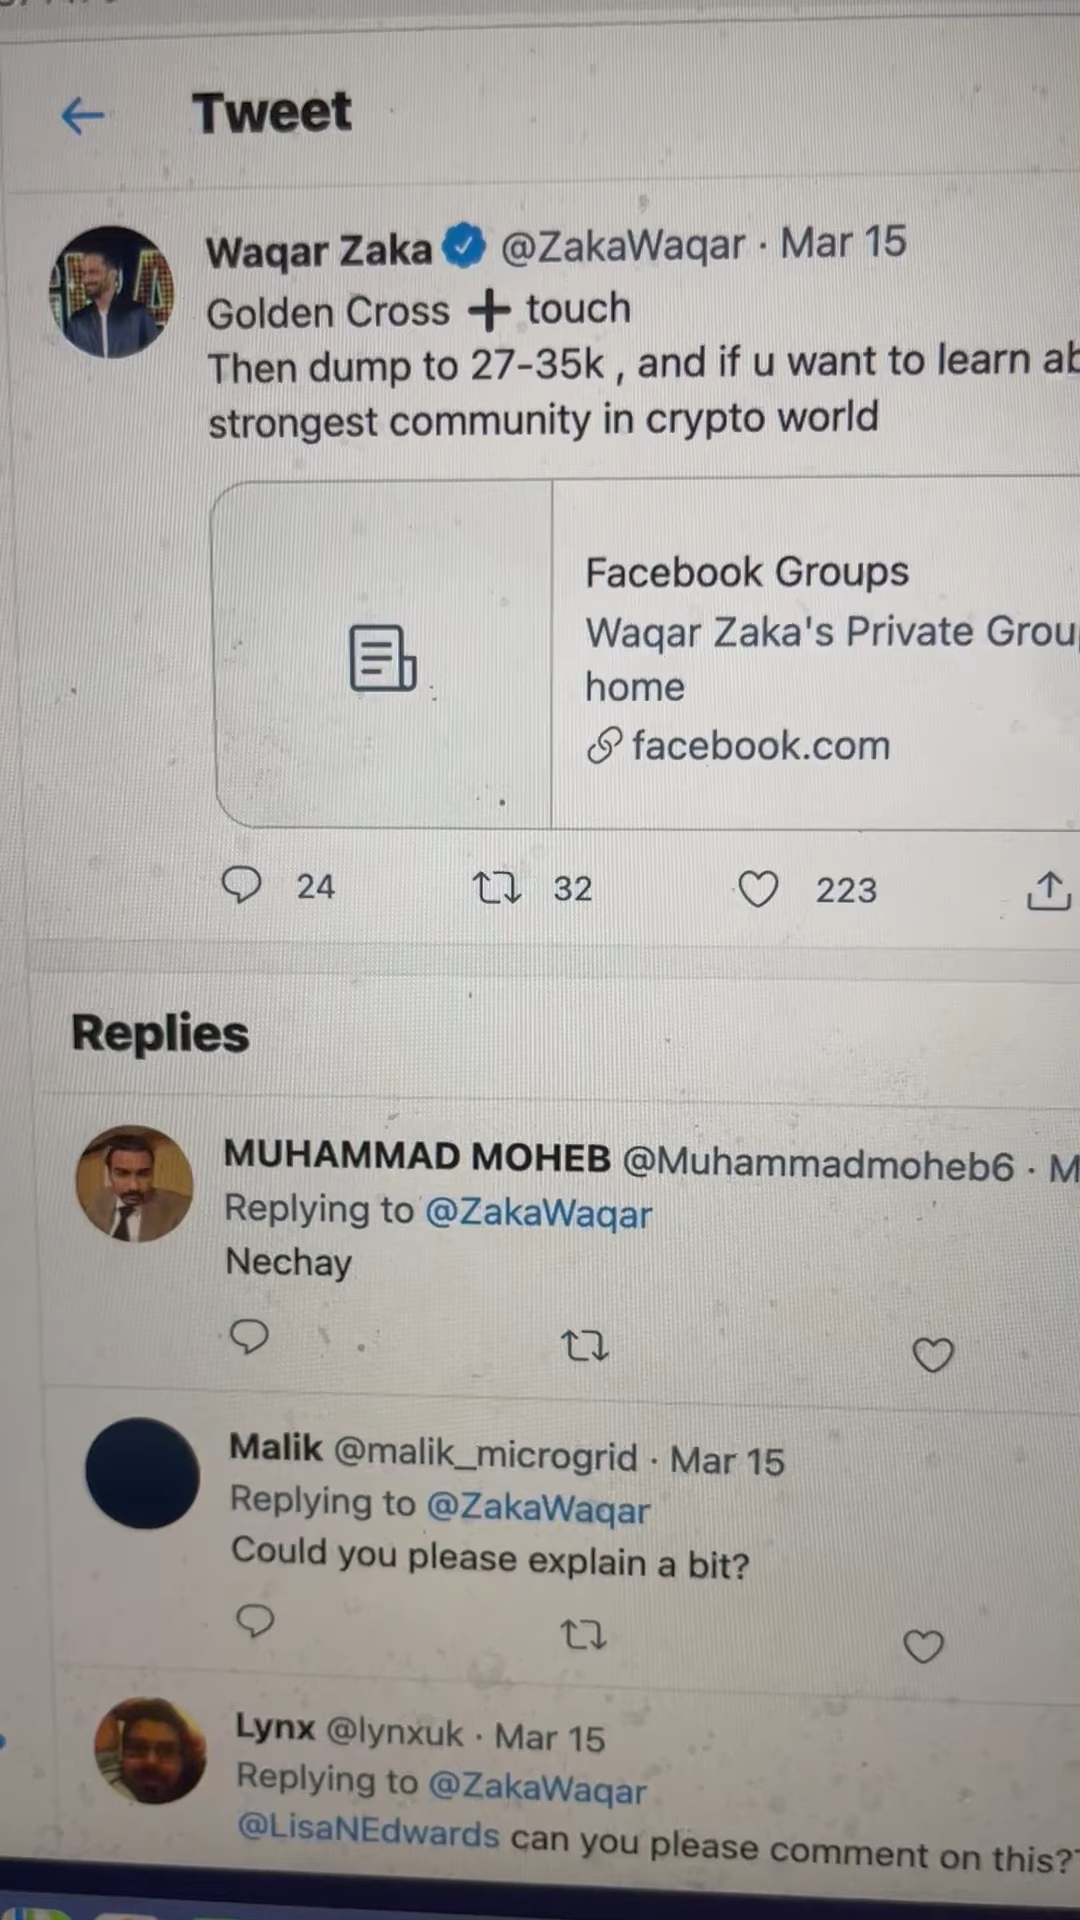 Tweet
Waqar Zaka @ZakaWaqar · Mar 15
Golden Cross ➕ touch
Then dump to 27-35k , and if u want to learn
strongest community in crypto world
Facebook Groups
Waqar Zaka's Private
home
facebook.com
24 32 223
Replies
MUHAMMAD MOHEB @Muhammadmoheb6 ·
Replying to @ZakaWaqar
Nechay
Malik @malik_microgrid · Mar 15
Replying to @ZakaWaqar
Could you please explain a bit?
Lynx @lynxuk · Mar 15
Replying to @ZakaWaqar
@LisaNEdwards can you please comment on this?